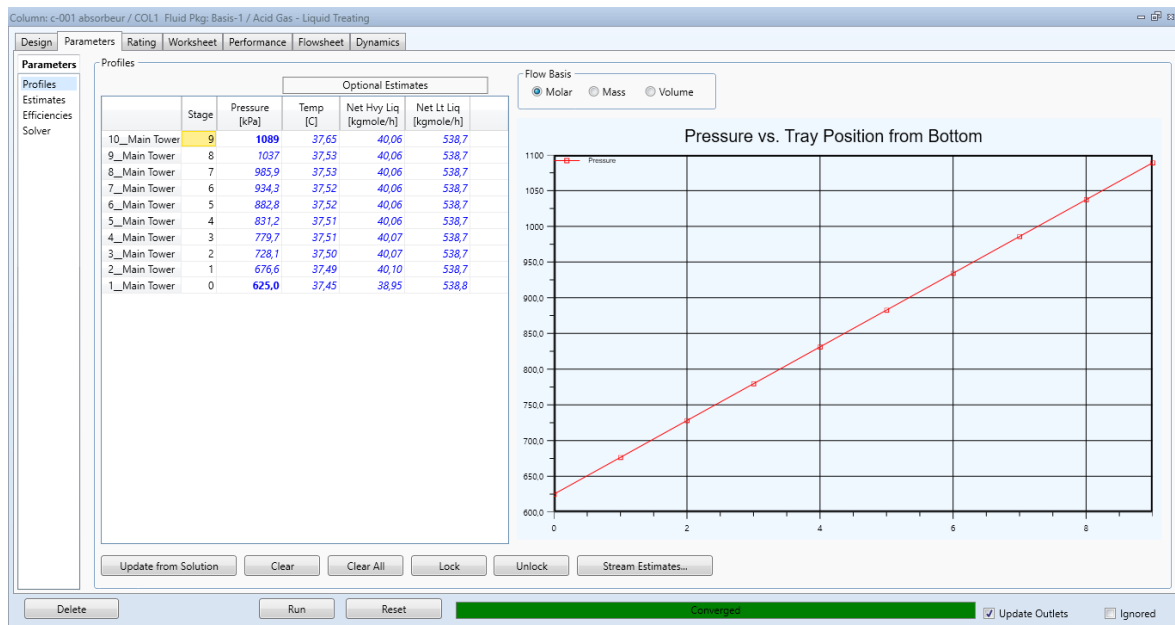 Column: c-001 absorbeur / COL1 Fluid Pkg: Basis-1 / Acid Gas - Liquid Treating
Design Parameters Rating Worksheet Performance Flowsheet Dynamics
Parameters
Profiles
Estimates
Efficiencies
Solver
Profiles
Optional Estimates
Stage Pressure [kPa] Temp [C] Net Hvy Liq [kgmole/h] Net Lt Liq [kgmole/h]
10__Main Tower 9 1089 37,65 40,06 538,7
9__Main Tower 8 1037 37,53 40,06 538,7
8__Main Tower 7 985,9 37,53 40,06 538,7
7__Main Tower 6 934,3 37,52 40,06 538,7
6__Main Tower 5 882,8 37,52 40,06 538,7
5__Main Tower 4 831,2 37,51 40,06 538,7
4__Main Tower 3 779,7 37,51 40,07 538,7
3__Main Tower 2 728,1 37,50 40,07 538,7
2__Main Tower 1 676,6 37,49 40,10 538,7
1__Main Tower 0 625,0 37,45 38,95 538,8
Flow Basis
Molar Mass Volume
Pressure vs. Tray Position from Bottom
Pressure
1100
1050
1000
950,0
900,0
850,0
800,0
750,0
700,0
650,0
600,0
0 2 4 6 8
Update from Solution Clear Clear All Lock Unlock Stream Estimates...
Delete Run Reset Converged Update Outlets Ignored